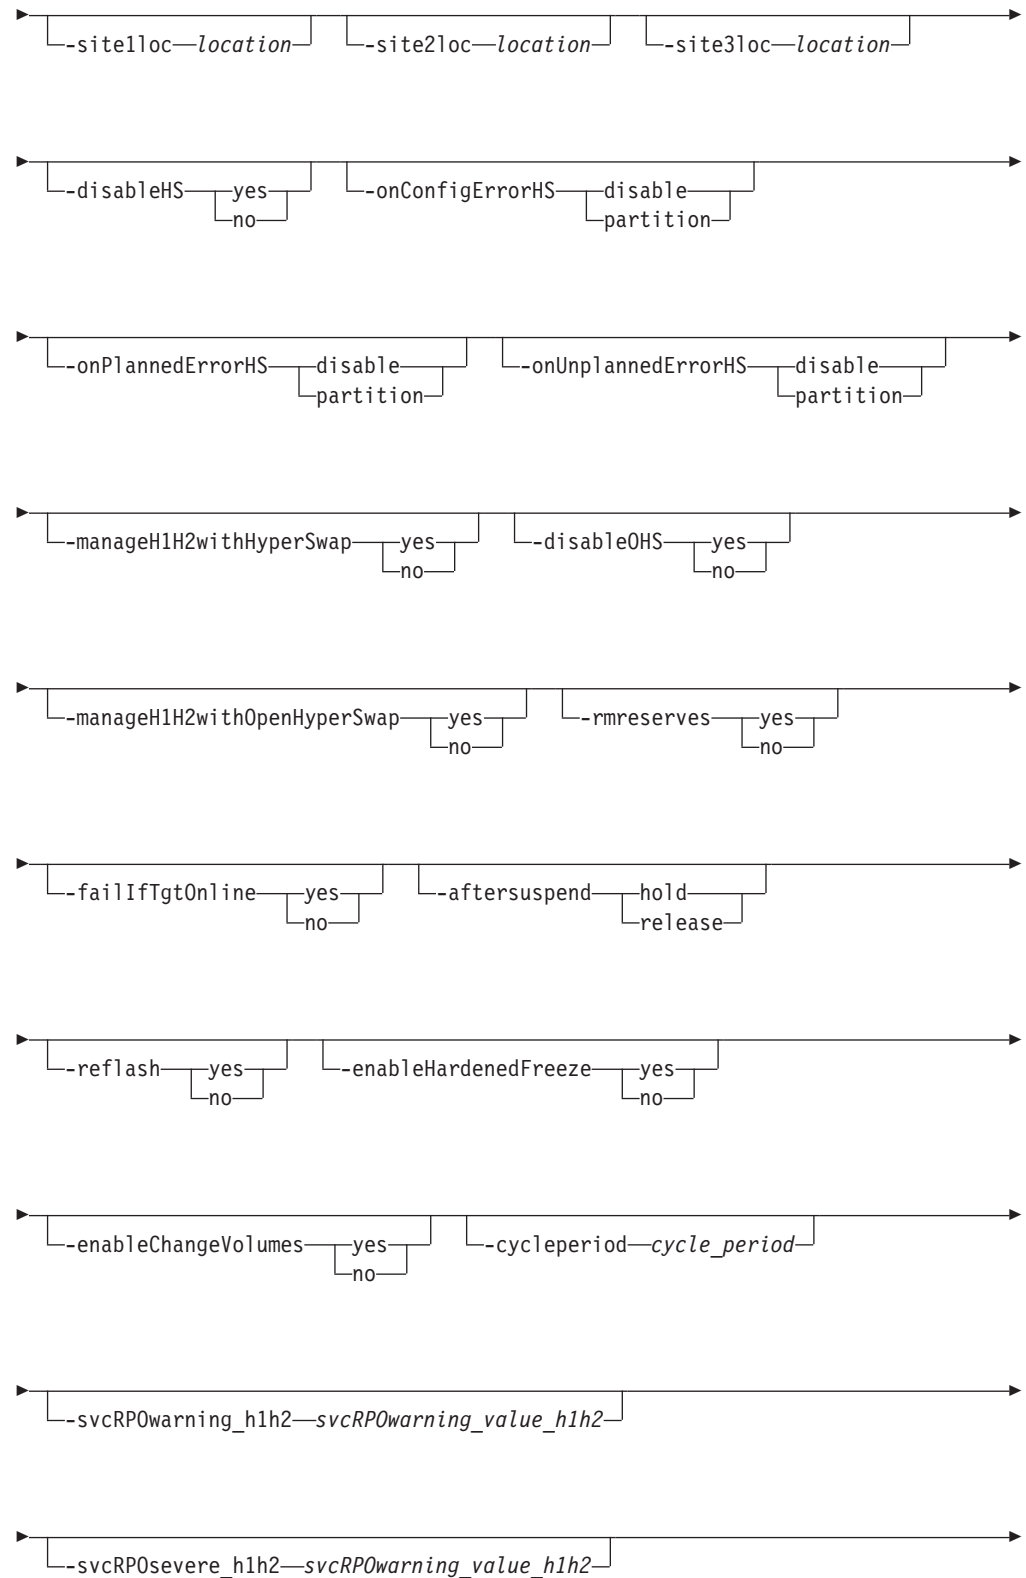 -site1loc location -site2loc location -site3loc location
-disableHS yes -onConfigErrorHS disable
no partition
-onPlannedErrorHS disable -onUnplannedErrorHS disable
partition partition
-manageH1H2withHyperSwap yes -disableOHS yes
no no
-manageH1H2withOpenHyperSwap yes -rmreserves yes
no no
-failIfTgtOnline yes -aftersuspend hold
no release
-reflash yes -enableHardenedFreeze yes
no no
-enableChangeVolumes yes -cycleperiod cycle_period
no
-svcRPOwarning_h1h2 svcRPOwarning_value_h1h2
-svcRPOsevere_h1h2 svcRPOwarning_value_h1h2